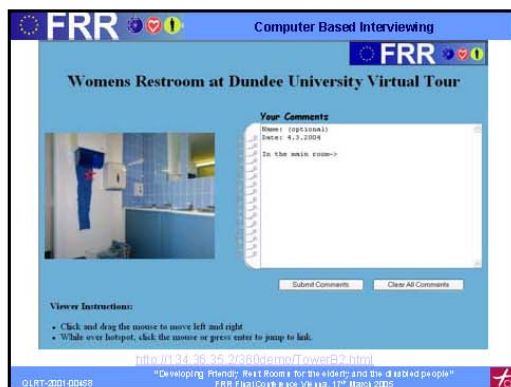 FRR
Computer Based Interviewing
FRR
Womens Restroom at Dundee University Virtual Tour
Your Comments
Name: (optional)
Date: 4.3.2004
In the main room->
Submit Comments
Clear All Comments
Viewer Instructions:
Click and drag the mouse to move left and right
While over hotspot, click the mouse or press enter to jump to link.
http://134.36.35.2/360demo/TowerB2.html
QLRT-2001-00458
"Developing Friendly Rest Rooms for the elderly and the disabled people"
FRR Final Conference Vienna, 17th March 2005